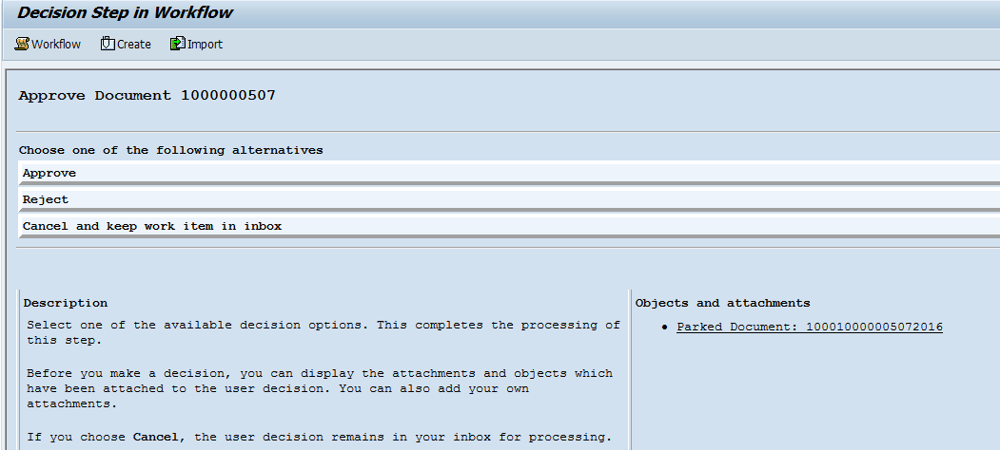 Decision Step in Workflow
Workflow Create Import
Approve Document 1000000507
Choose one of the following alternatives
Approve
Reject
Cancel and keep work item in inbox
Description
Select one of the available decision options. This completes the processing of
this step.
Before you make a decision, you can display the attachments and objects which
have been attached to the user decision. You can also add your own
attachments.
If you choose Cancel, the user decision remains in your inbox for processing.
Objects and attachments
• Parked Document: 100010000005072016